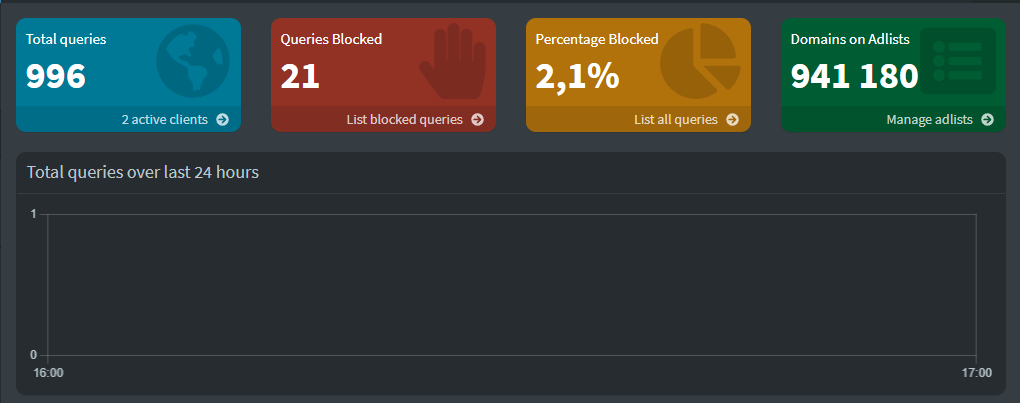 Total queries
996
2 active clients
Queries Blocked
21
List blocked queries
Percentage Blocked
2,1%
List all queries
Domains on Adlists
941 180
Manage adlists
Total queries over last 24 hours
1
0
16:00
17:00